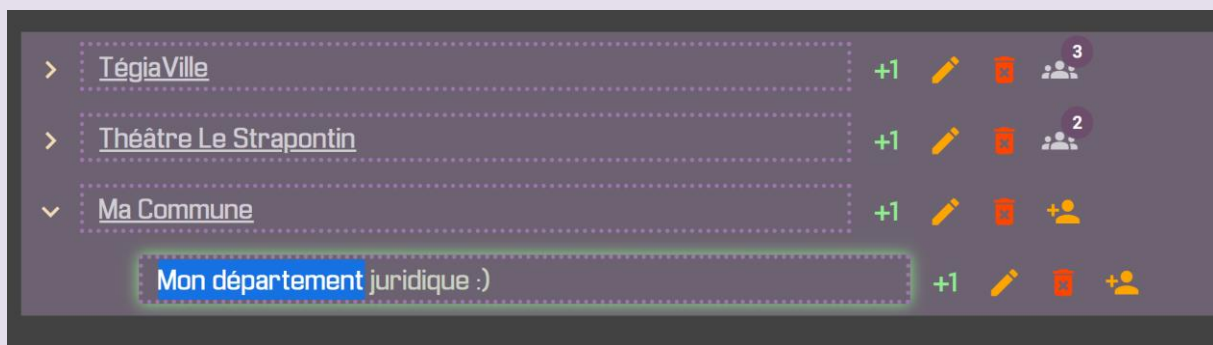 TégiaVille +1 3
Théâtre Le Strapontin +1 2
Ma Commune +1
Mon département juridique :) +1